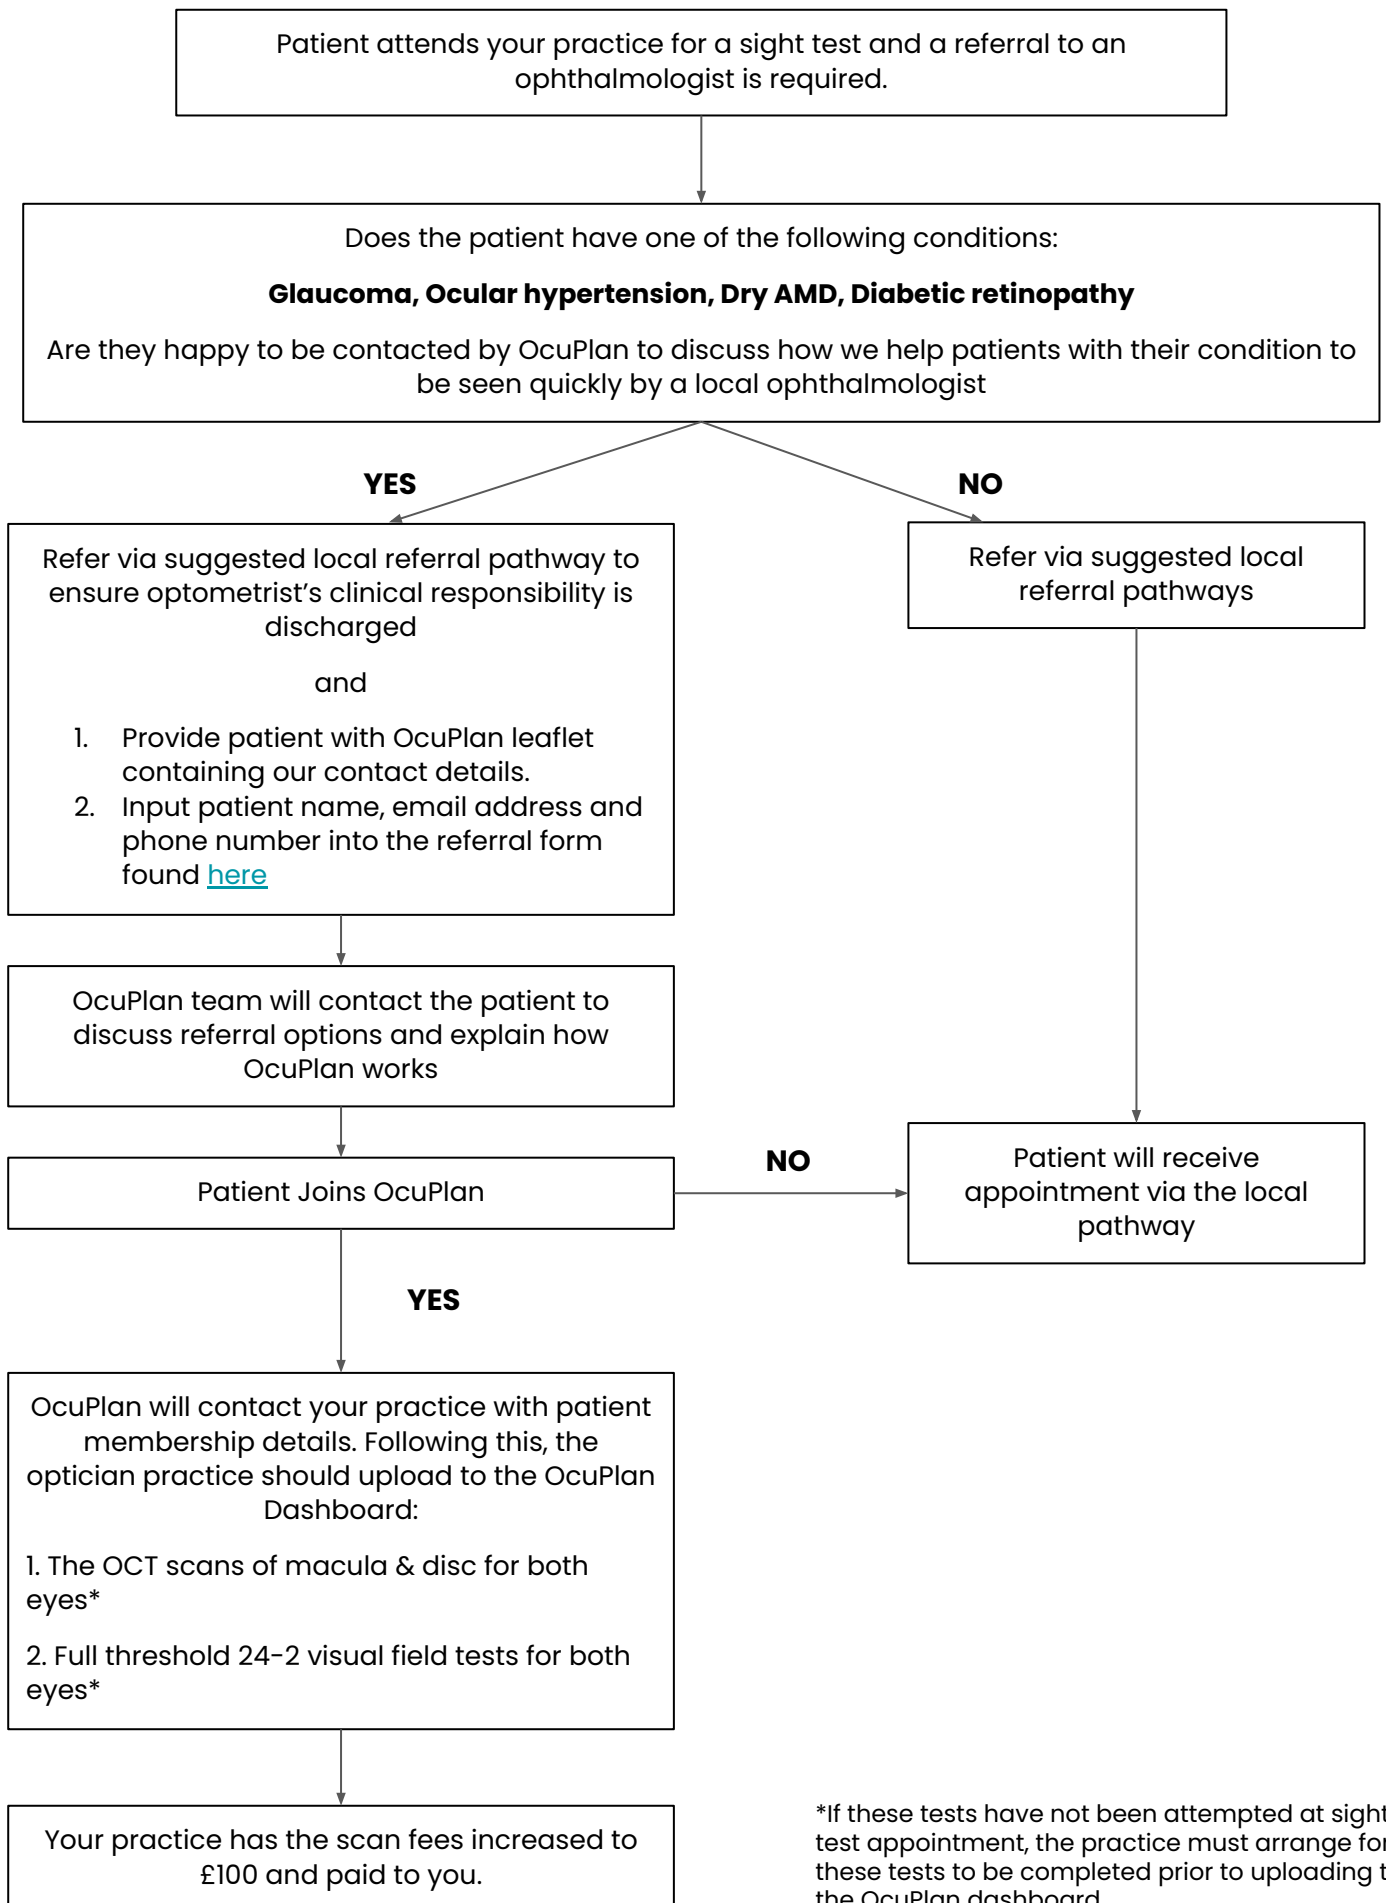 Patient attends your practice for a sight test and a referral to an
ophthalmologist is required.
Does the patient have one of the following conditions:
Glaucoma, Ocular hypertension, Dry AMD, Diabetic retinopathy
Are they happy to be contacted by OcuPlan to discuss how we help patients with their condition to
be seen quickly by a local ophthalmologist
YES
NO
Refer via suggested local referral pathway to
ensure optometrist's clinical responsibility is
discharged
and
1. Provide patient with OcuPlan leaflet
containing our contact details.
2. Input patient name, email address and
phone number into the referral form
found here
Refer via suggested local
referral pathways
OcuPlan team will contact the patient to
discuss referral options and explain how
OcuPlan works
Patient Joins OcuPlan
NO
Patient will receive
appointment via the local
pathway
YES
OcuPlan will contact your practice with patient
membership details. Following this, the
optician practice should upload to the OcuPlan
Dashboard:
1. The OCT scans of macula & disc for both
eyes*
2. Full threshold 24-2 visual field tests for both
eyes*
Your practice has the scan fees increased to
£100 and paid to you.
*If these tests have not been attempted at sight
test appointment, the practice must arrange for
these tests to be completed prior to uploading t
the OcuPlan dashboard